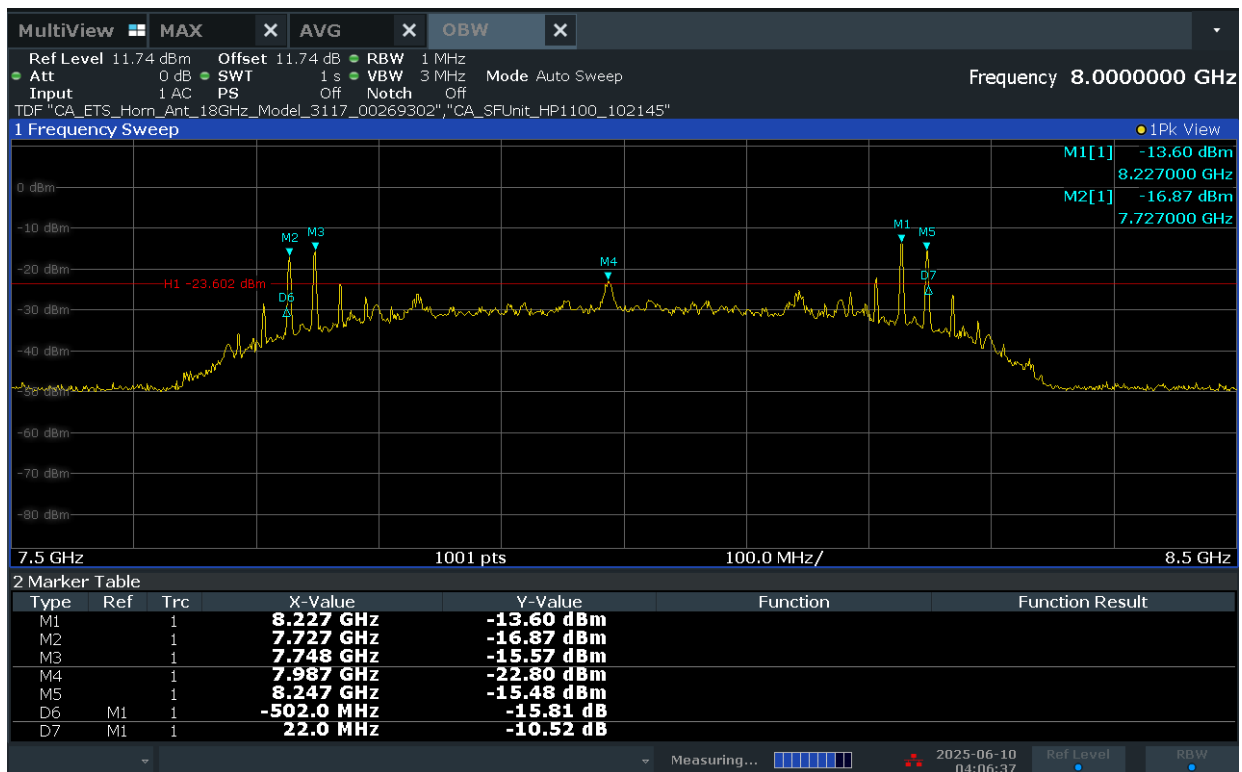 MultiView MAX X AVG X OBW X
Ref Level 11.74 dBm Offset 11.74 dB RBW 1 MHz
Att 0 dB SWT 1 s VBW 3 MHz Mode Auto Sweep Frequency 8.0000000 GHz
Input 1 AC PS Off Notch Off
TDF "CA_ETS_Horn_Ant_18GHz_Model_3117_00269302","CA_SFUnit_HP1100_102145"
1 Frequency Sweep 1Pk View
M1[1] -13.60 dBm
8.227000 GHz
0 dBm M2[1] -16.87 dBm
7.727000 GHz
-10 dBm M2 M3 M1 M5
-20 dBm M4
H1 -23.602 dBm D7
-30 dBm D6
-40 dBm
-50 dBm
-60 dBm
-70 dBm
-80 dBm
7.5 GHz 1001 pts 100.0 MHz/ 8.5 GHz
2 Marker Table
Type Ref Trc X-Value Y-Value Function Function Result
M1 1 8.227 GHz -13.60 dBm
M2 1 7.727 GHz -16.87 dBm
M3 1 7.748 GHz -15.57 dBm
M4 1 7.987 GHz -22.80 dBm
M5 1 8.247 GHz -15.48 dBm
D6 M1 1 -502.0 MHz -15.81 dB
D7 M1 1 22.0 MHz -10.52 dB
Measuring... 2025-06-10 Ref Level RBW
04:06:37